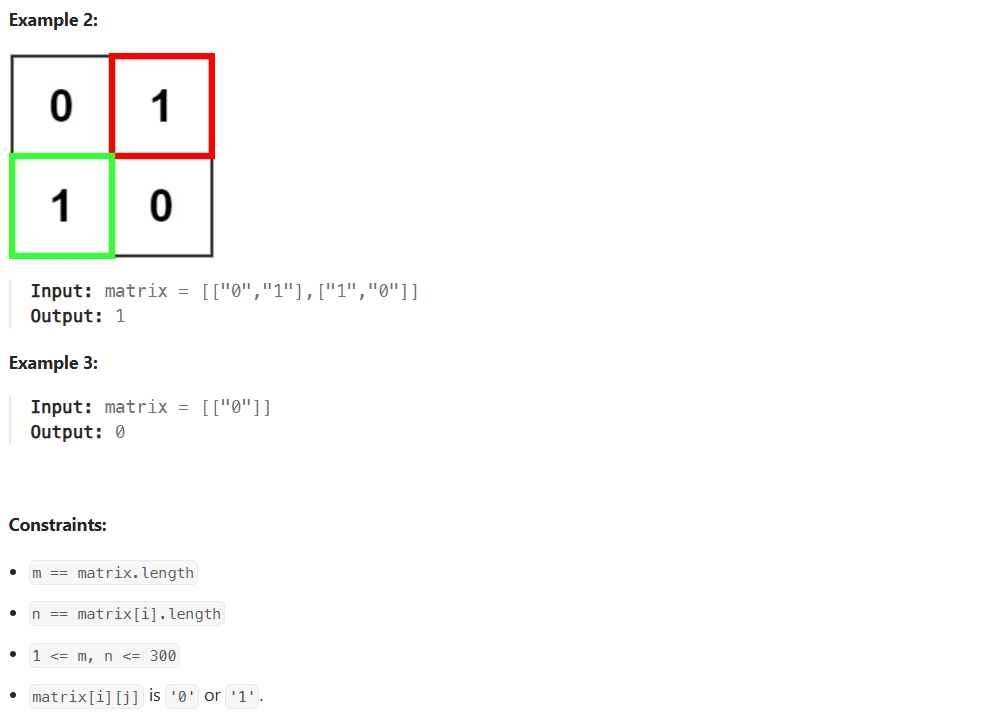 Example 2:
0 1
1 0
Input: matrix = [["0","1"],["1","0"]]
Output: 1
Example 3:
Input: matrix = [["0"]]
Output: 0
Constraints:
• m == matrix.length
• n == matrix[i].length
• 1 <= m, n <= 300
• matrix[i][j] is '0' or '1'.